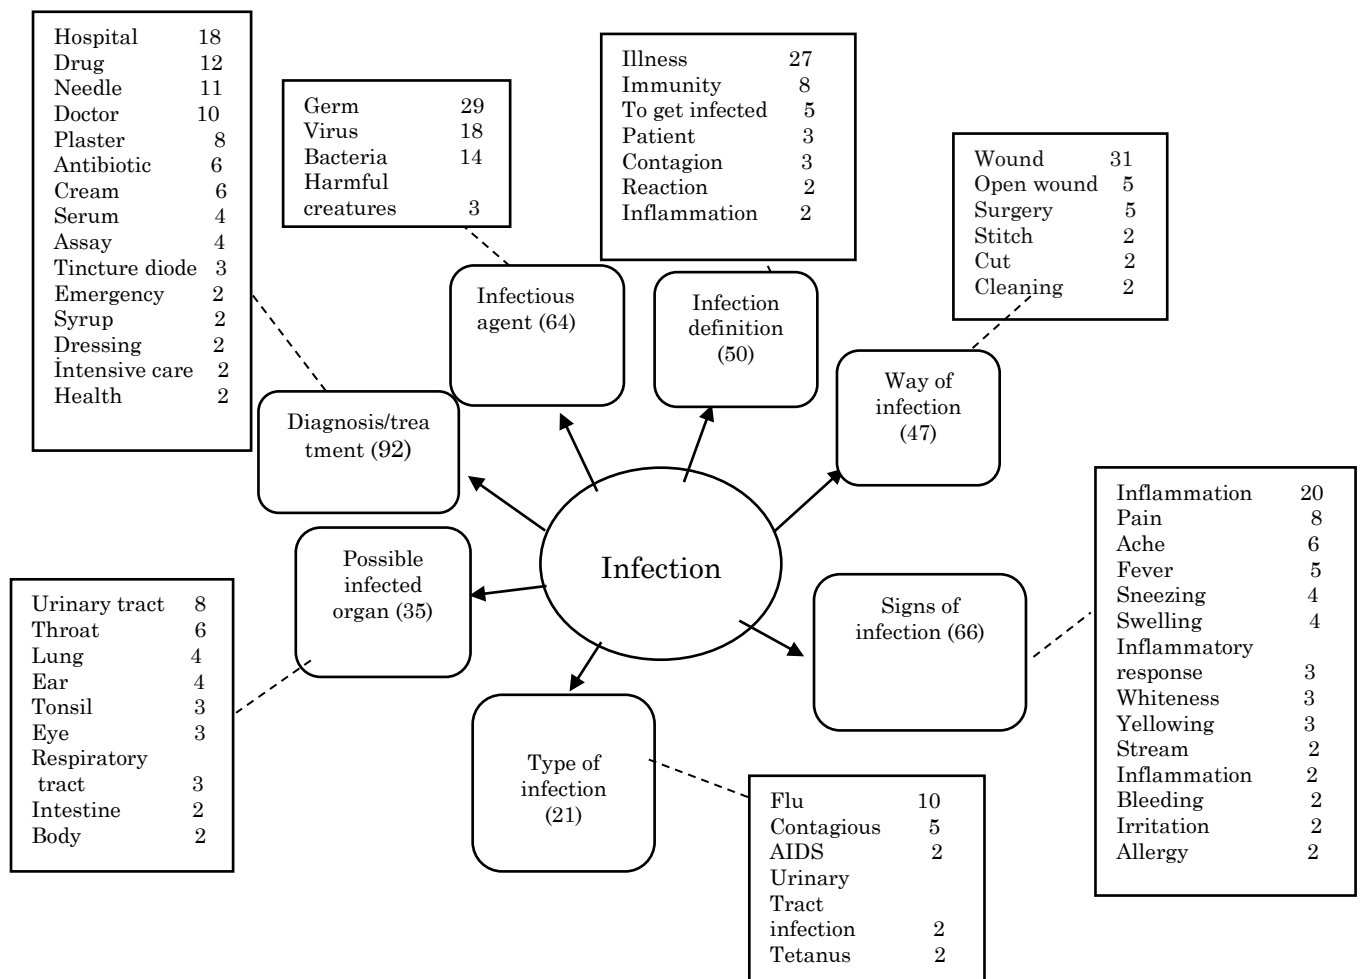 Hospital 18
Drug 12
Needle 11
Doctor 10
Plaster 8
Antibiotic 6
Cream 6
Serum 4
Assay 4
Tincture diode 3
Emergency 2
Syrup 2
Dressing 2
İntensive care 2
Health 2
Germ 29
Virus 18
Bacteria 14
Harmful
creatures 3
Illness 27
Immunity 8
To get infected 5
Patient 3
Contagion 3
Reaction 2
Inflammation 2
Wound 31
Open wound 5
Surgery 5
Stitch 2
Cut 2
Cleaning 2
Infectious
agent (64)
Infection
definition
(50)
Way of
infection
(47)
Diagnosis/trea
tment (92)
Possible
infected
organ (35)
Infection
Signs of
infection (66)
Type of
infection
(21)
Urinary tract 8
Throat 6
Lung 4
Ear 4
Tonsil 3
Eye 3
Respiratory
tract 3
Intestine 2
Body 2
Inflammation 20
Pain 8
Ache 6
Fever 5
Sneezing 4
Swelling 4
Inflammatory
response 3
Whiteness 3
Yellowing 3
Stream 2
Inflammation 2
Bleeding 2
Irritation 2
Allergy 2
Flu 10
Contagious 5
AIDS 2
Urinary
Tract
infection 2
Tetanus 2